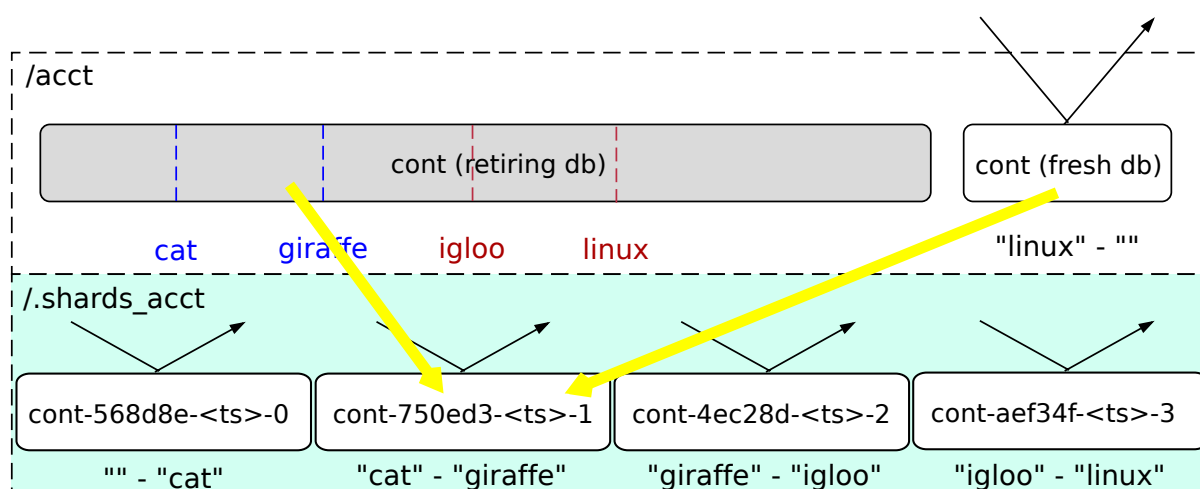 /acct
cont (retiring db)
cont (fresh db)
cat
giraffe
igloo
linux
"linux" - ""
/.shards_acct
cont-568d8e-<ts>-0
cont-750ed3-<ts>-1
cont-4ec28d-<ts>-2
cont-aef34f-<ts>-3
"" - "cat"
"cat" - "giraffe"
"giraffe" - "igloo"
"igloo" - "linux"